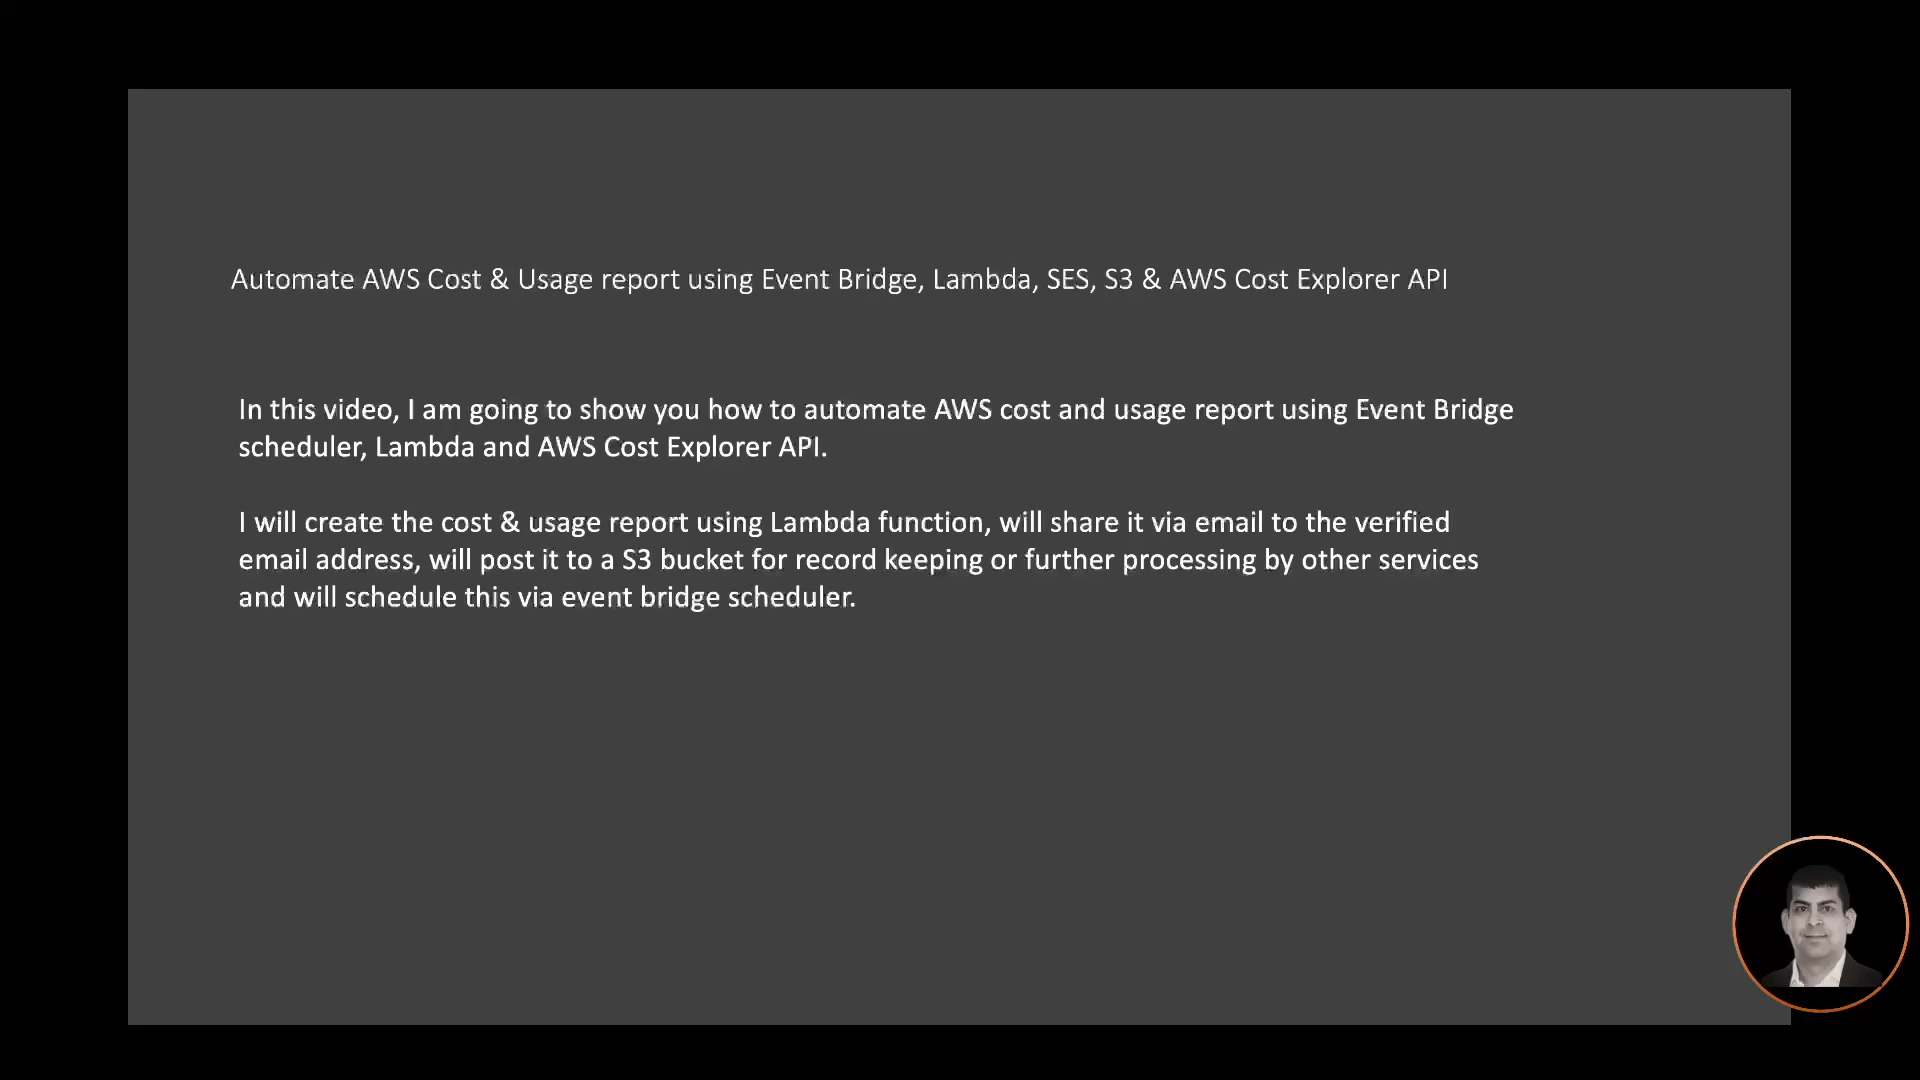 Automate AWS Cost & Usage report using Event Bridge, Lambda, SES, S3 & AWS Cost Explorer API
In this video, I am going to show you how to automate AWS cost and usage report using Event Bridge
scheduler, Lambda and AWS Cost Explorer API.
I will create the cost & usage report using Lambda function, will share it via email to the verified
email address, will post it to a S3 bucket for record keeping or further processing by other services
and will schedule this via event bridge scheduler.